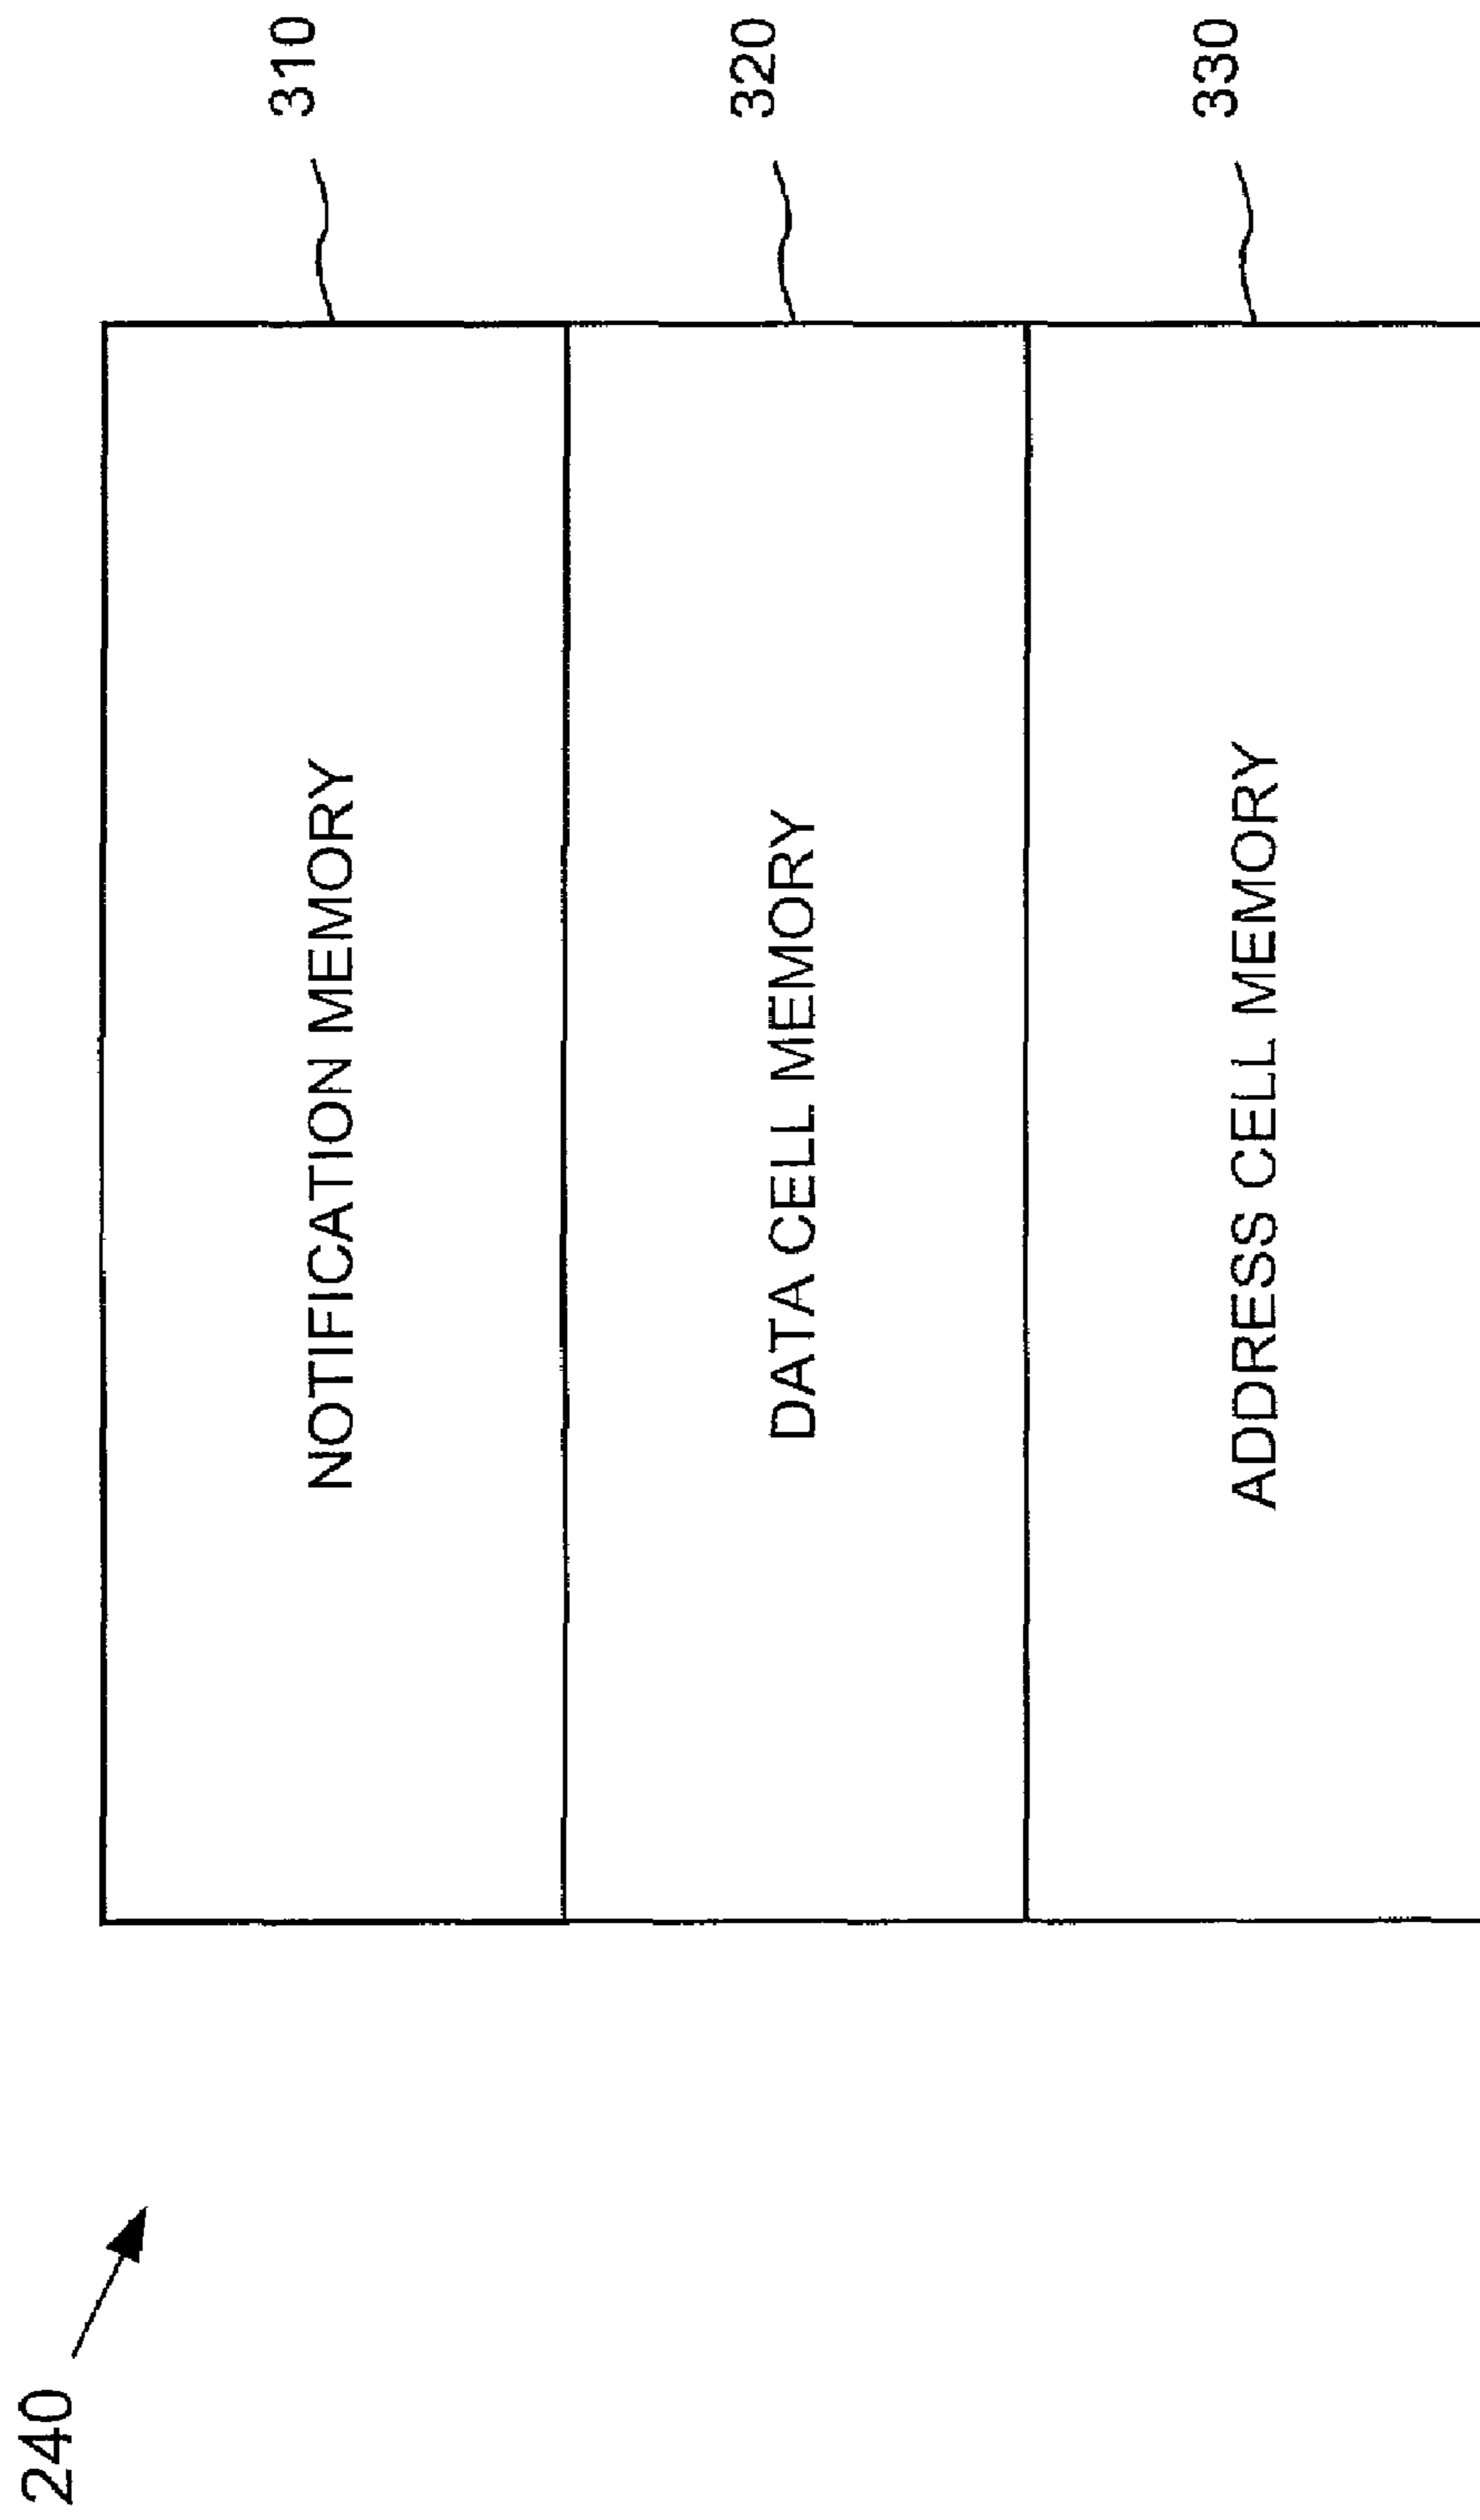 240
NOTIFICATION MEMORY
310
DATA CELL MEMORY
320
ADDRESS CELL MEMORY
330